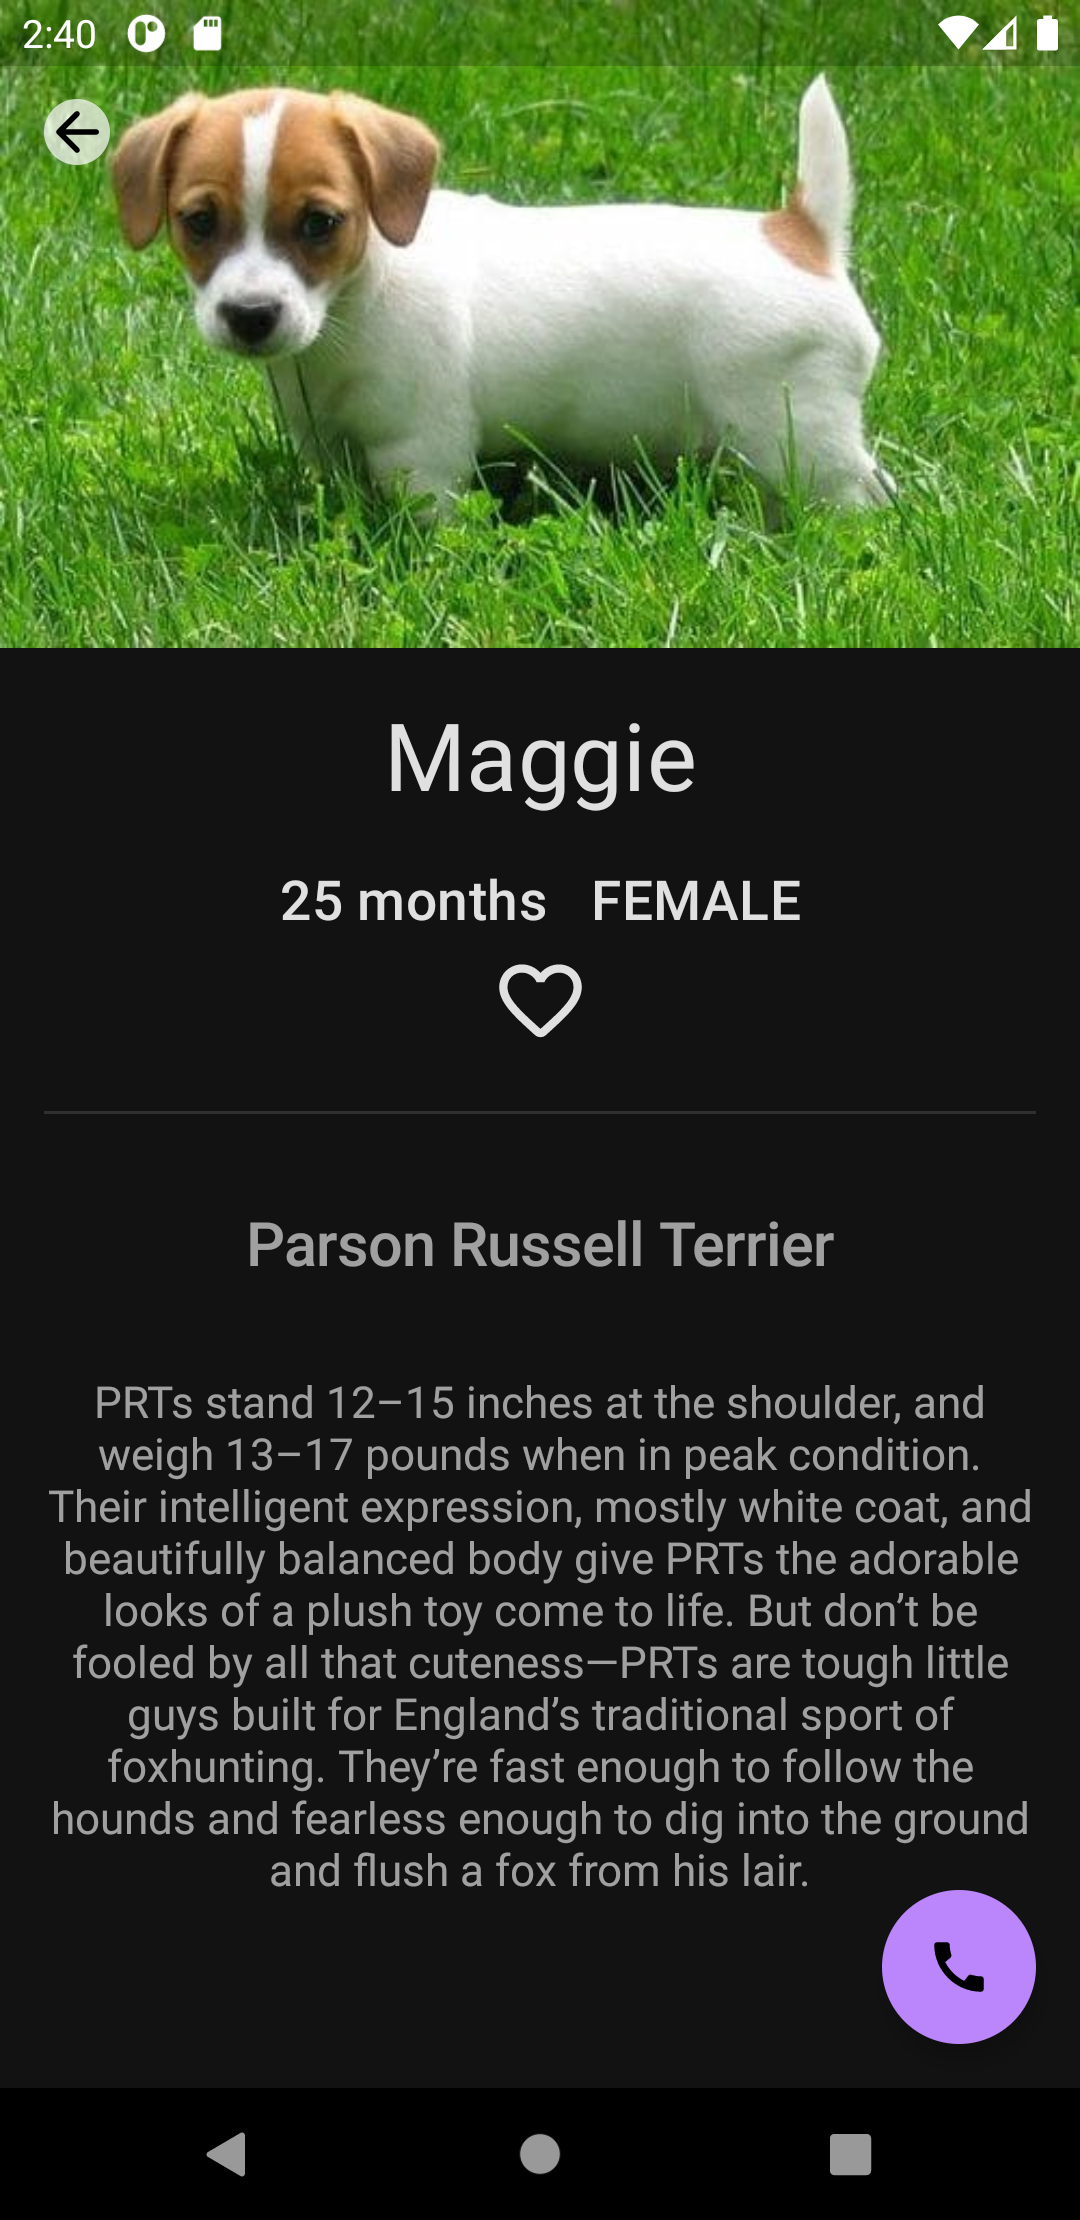 2:40
Maggie
25 months FEMALE
Parson Russell Terrier
PRTs stand 12–15 inches at the shoulder, and
weigh 13–17 pounds when in peak condition.
Their intelligent expression, mostly white coat, and
beautifully balanced body give PRTs the adorable
looks of a plush toy come to life. But don’t be
fooled by all that cuteness—PRTs are tough little
guys built for England’s traditional sport of
foxhunting. They’re fast enough to follow the
hounds and fearless enough to dig into the ground
and flush a fox from his lair.